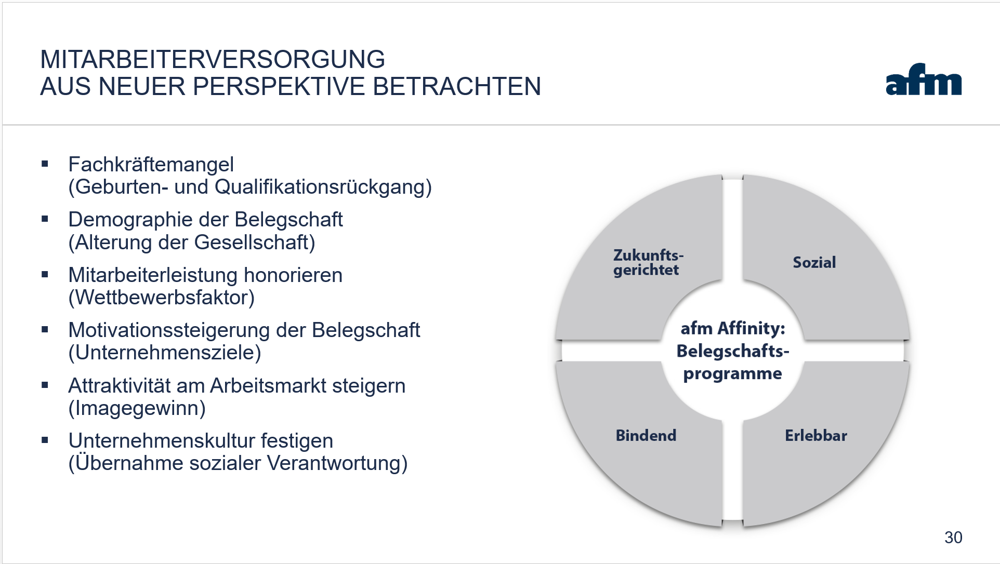 MITARBEITERVERSORGUNG
AUS NEUER PERSPEKTIVE BETRACHTEN
afm
▪ Fachkräftemangel
(Geburten- und Qualifikationsrückgang)
▪ Demographie der Belegschaft
(Alterung der Gesellschaft)
▪ Mitarbeiterleistung honorieren
(Wettbewerbsfaktor)
▪ Motivationssteigerung der Belegschaft
(Unternehmensziele)
▪ Attraktivität am Arbeitsmarkt steigern
(Imagegewinn)
▪ Unternehmenskultur festigen
(Übernahme sozialer Verantwortung)
Zukunfts-
gerichtet
Sozial
afm Affinity:
Belegschafts-
programme
Bindend
Erlebbar
30